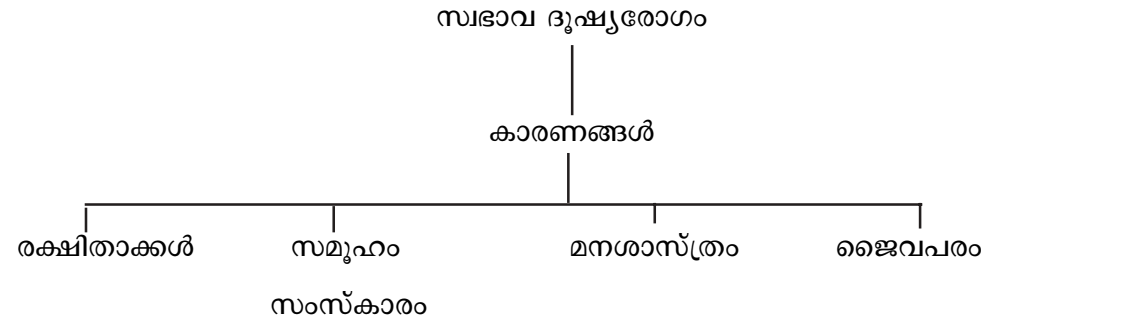 സ്വഭാവ ദൂഷ്യരോഗം
കാരണങ്ങൾ
രക്ഷിതാക്കൾ സമൂഹം മനശാസ്ത്രം ജൈവപരം
സംസ്കാരം